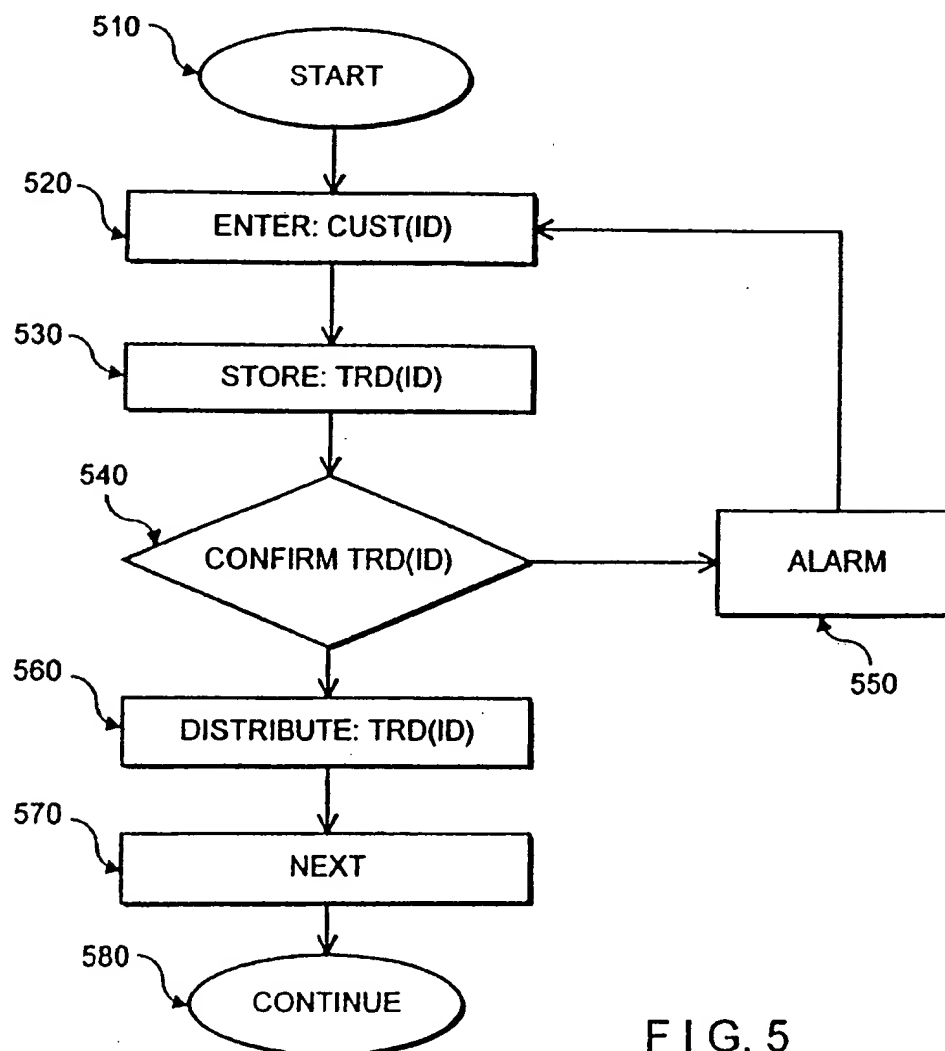 510
START
520
ENTER: CUST(ID)
530
STORE: TRD(ID)
540
CONFIRM TRD(ID)
ALARM
550
560
DISTRIBUTE: TRD(ID)
570
NEXT
580
CONTINUE
FIG. 5